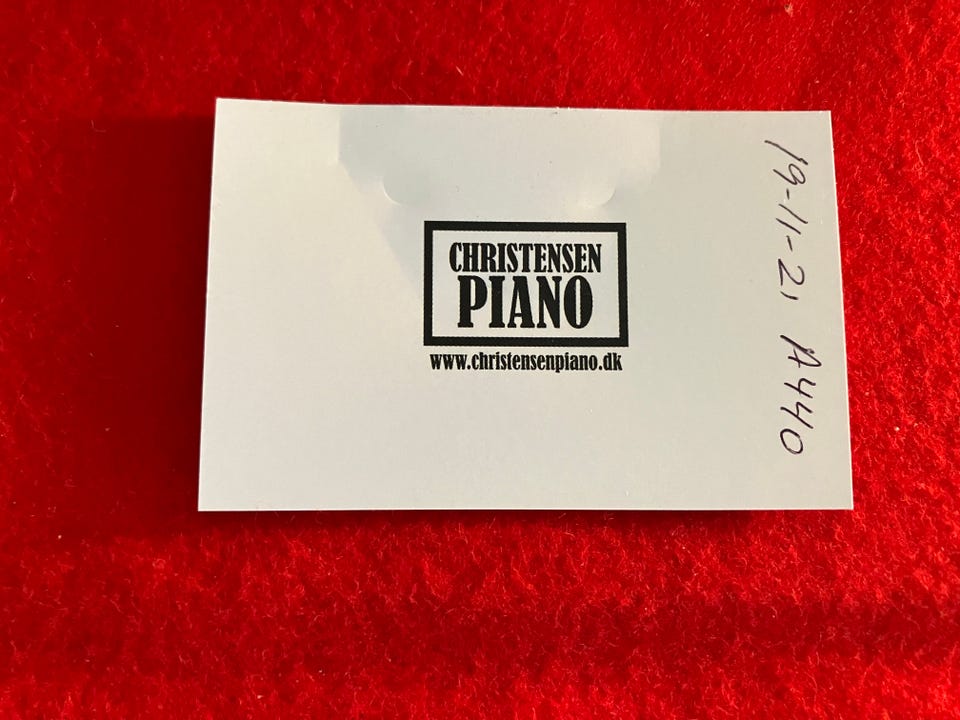 CHRISTENSEN
PIANO
www.christensenpiano.dk
19-11-21 A440